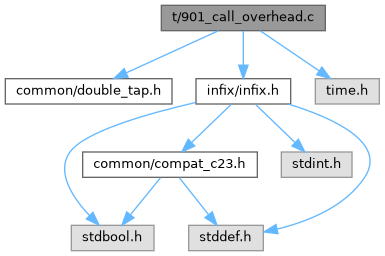 t/901_call_overhead.c
common/double_tap.h
infix/infix.h
time.h
common/compat_c23.h
stdint.h
stdbool.h
stddef.h